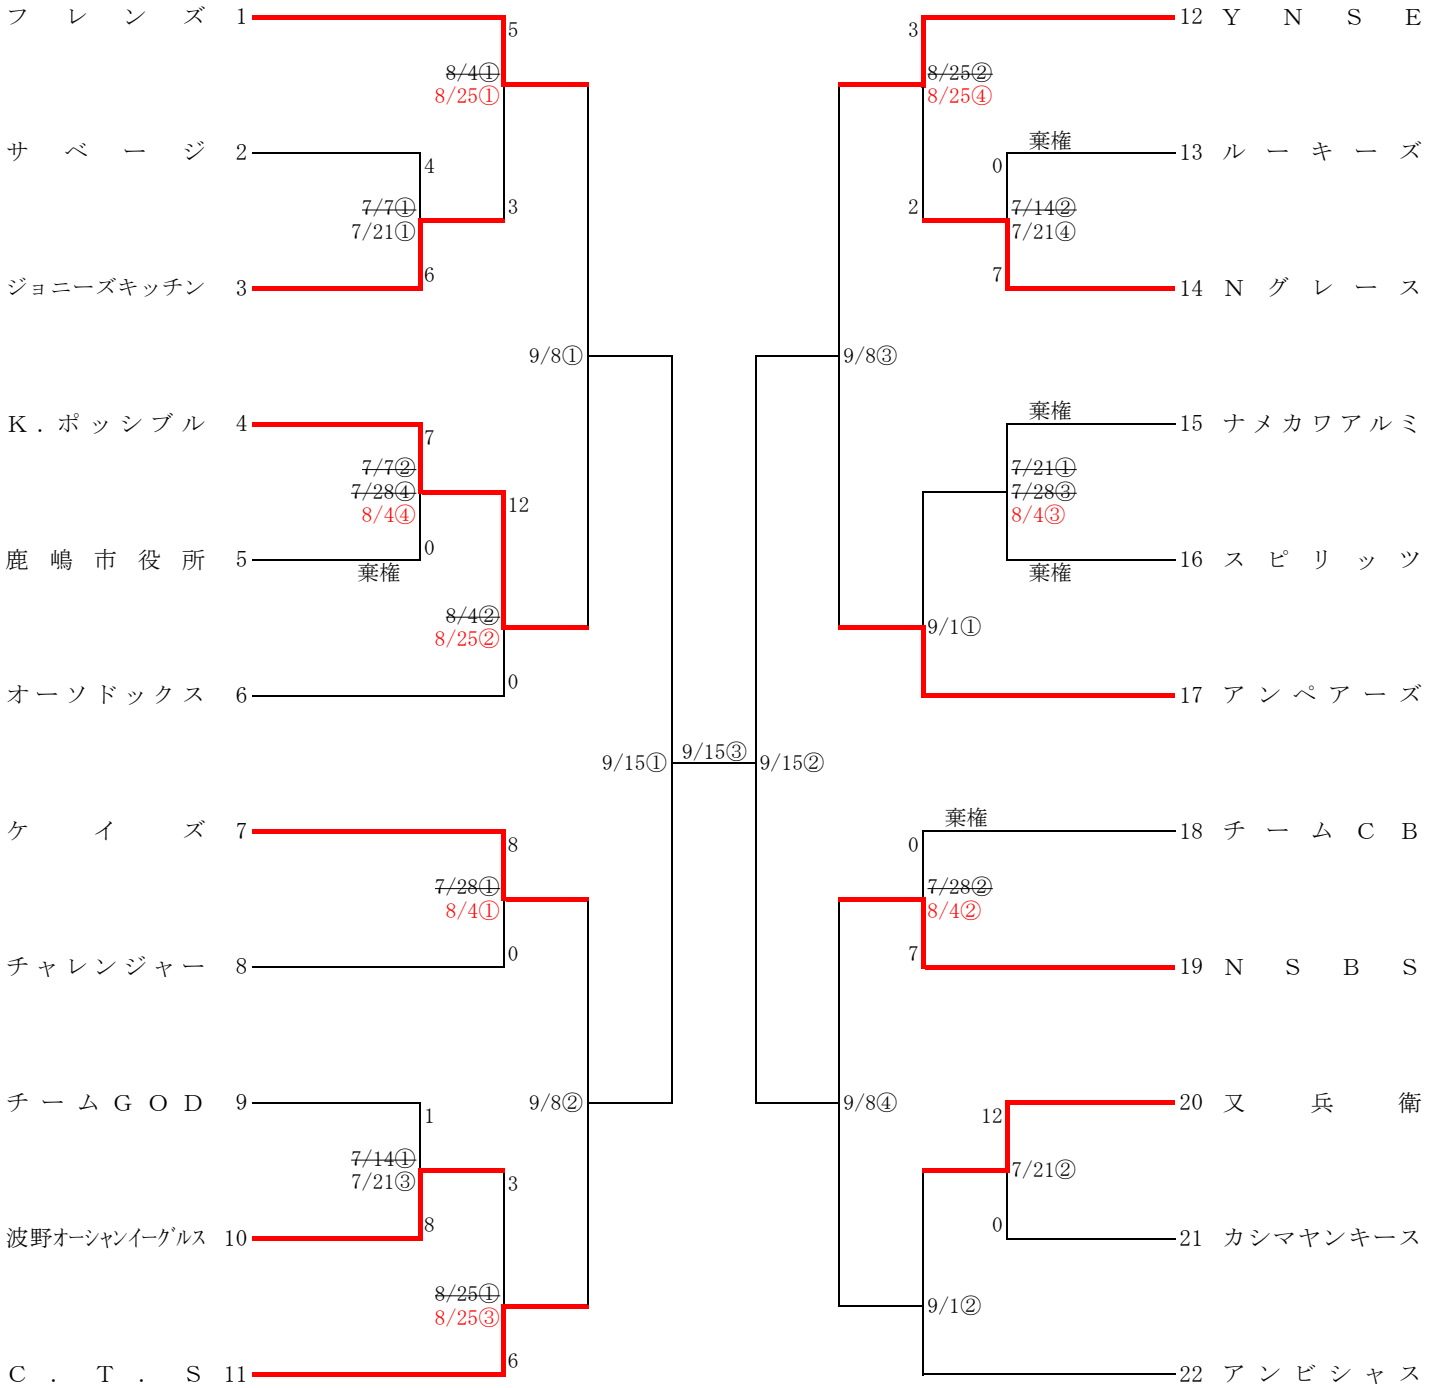 フレンズ 1
5
8/4①
8/25①
サベージ 2
4
7/7①
7/21①
3
ジョニーズキッチン 3
6
9/8①
K.ポッシブル 4
7
7/7②
7/28④
8/4④
12
鹿嶋市役所 5
0
棄権
8/4②
8/25②
オーソドックス 6
0
9/15①
9/15③
ケイズ 7
8
7/28①
8/4①
チャレンジャー 8
0
チームGOD 9
1
9/8②
7/14①
7/21③
3
波野オーシャンイーグルス 10
8
8/25①
8/25③
C.T.S 11
6
12 YNSE
3
8/25②
8/25④
棄権
13 ルーキーズ
0
2
7/14②
7/21④
7
14 Nグレース
9/8③
棄権
15 ナメカワアルミ
7/21①
7/28③
8/4③
16 スピリッツ
棄権
9/1①
17 アンペアーズ
9/15②
棄権
18 チームCB
0
7/28②
8/4②
7
19 NSBS
9/8④
20 又兵衛
12
7/21②
0
21 カシマヤンキース
9/1②
22 アンビシャス